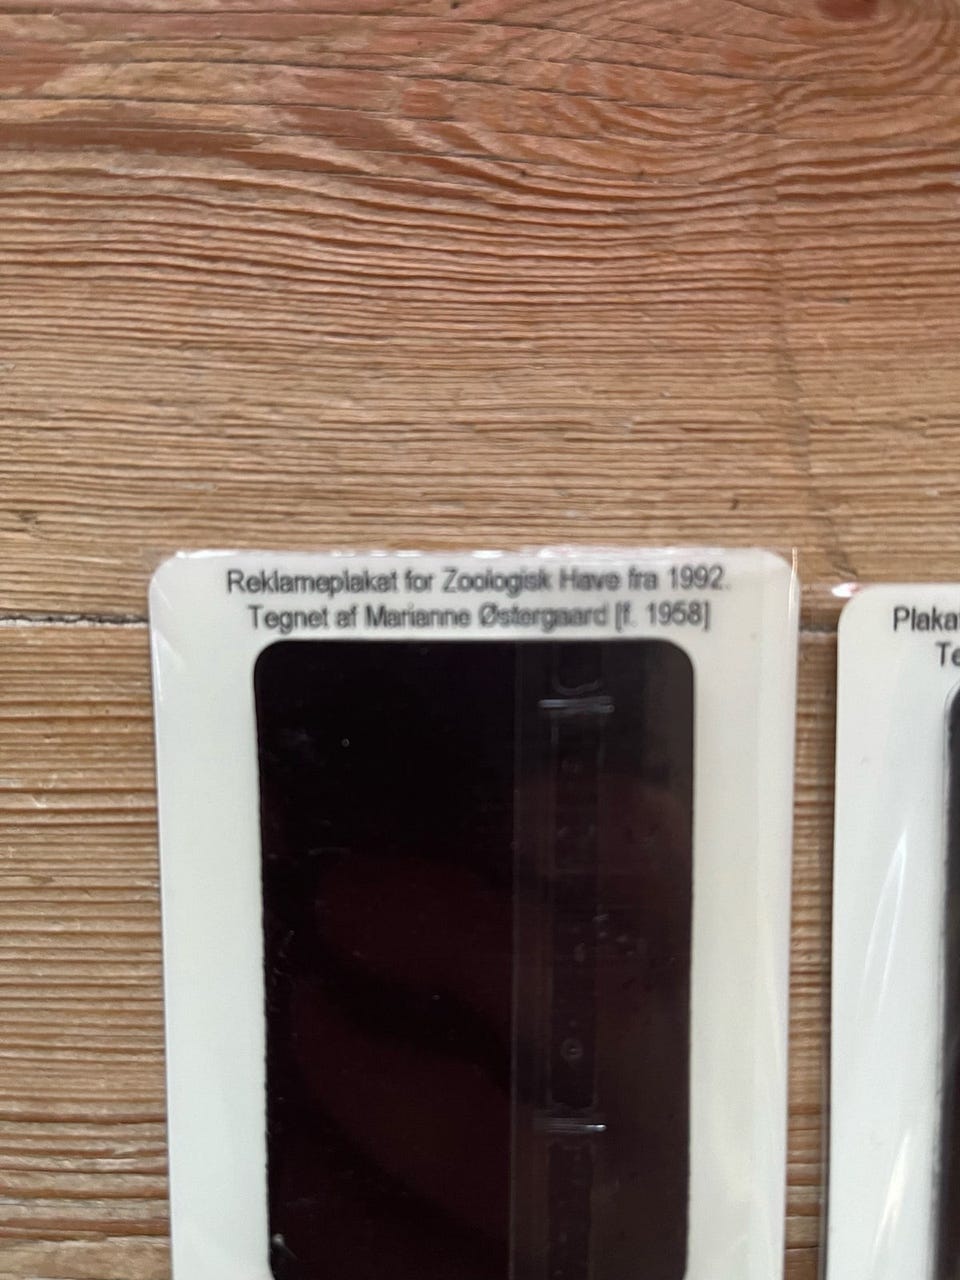 Reklameplakat for Zoologisk Have fra 1992.
Tegnet af Marianne Østergaard [f. 1958]